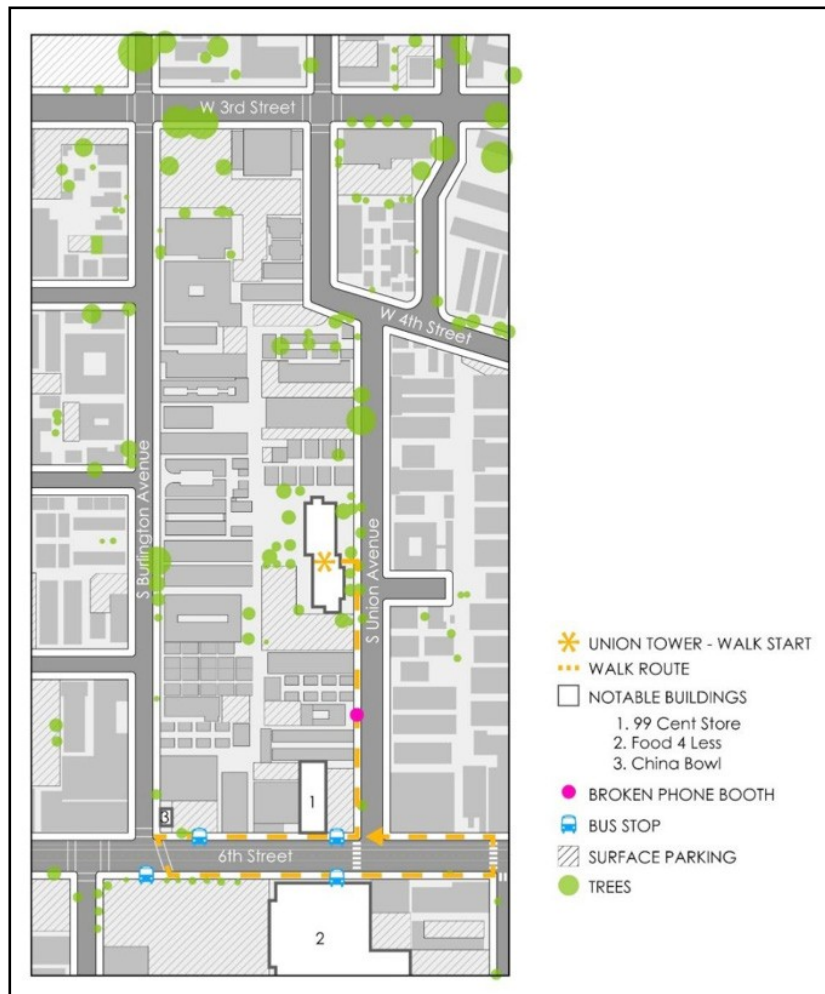 W 3rd Street
W 4th Street
S Burlington Avenue
S Union Avenue
1
3
6th Street
2
UNION TOWER - WALK START
WALK ROUTE
NOTABLE BUILDINGS
1. 99 Cent Store
2. Food 4 Less
3. China Bowl
BROKEN PHONE BOOTH
BUS STOP
SURFACE PARKING
TREES